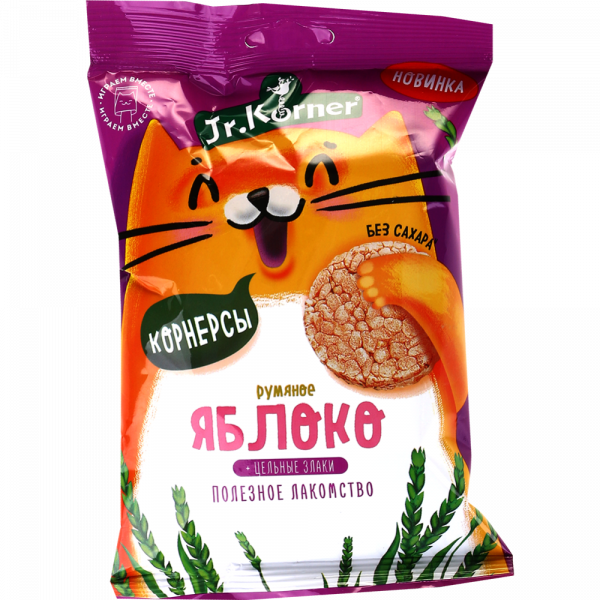 НОВИНКА
ИГРАЕМ ВМЕСТЕ
ИГРАЕМ ВМЕСТЕ
Jr.Korner®
БЕЗ САХАРА
КОРНЕРСЫ
РУМЯНОЕ
ЯБЛОКО
+ ЦЕЛЬНЫЕ ЗЛАКИ
ПОЛЕЗНОЕ ЛАКОМСТВО